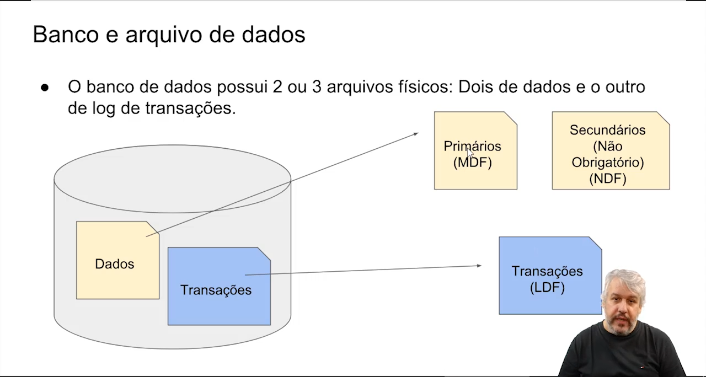 Banco e arquivo de dados
● O banco de dados possui 2 ou 3 arquivos físicos: Dois de dados e o outro
de log de transações.
Primários
(MDF)
Secundários
(Não
Obrigatório)
(NDF)
Dados
Transações
Transações
(LDF)